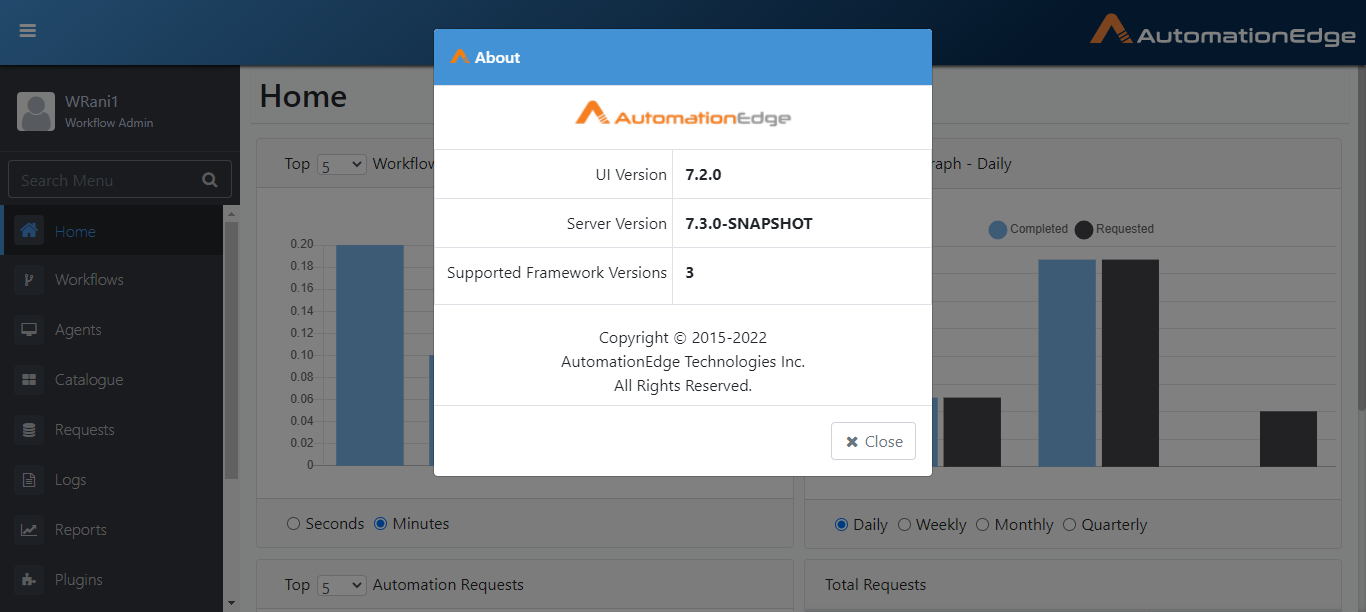 AutomationEdge
WRani1
Workflow Admin
Search Menu
Home
Workflows
Agents
Catalogue
Requests
Logs
Reports
Plugins
Home
Top 5 Workflow
0.20
0.18
0.16
0.14
0.12
0.10
0.08
0.06
0.04
0.02
0
Seconds Minutes
Top 5 Automation Requests
About
AutomationEdge
UI Version 7.2.0
Server Version 7.3.0-SNAPSHOT
Supported Framework Versions 3
Copyright © 2015-2022
AutomationEdge Technologies Inc.
All Rights Reserved.
Close
raph - Daily
Completed Requested
Daily Weekly Monthly Quarterly
Total Requests